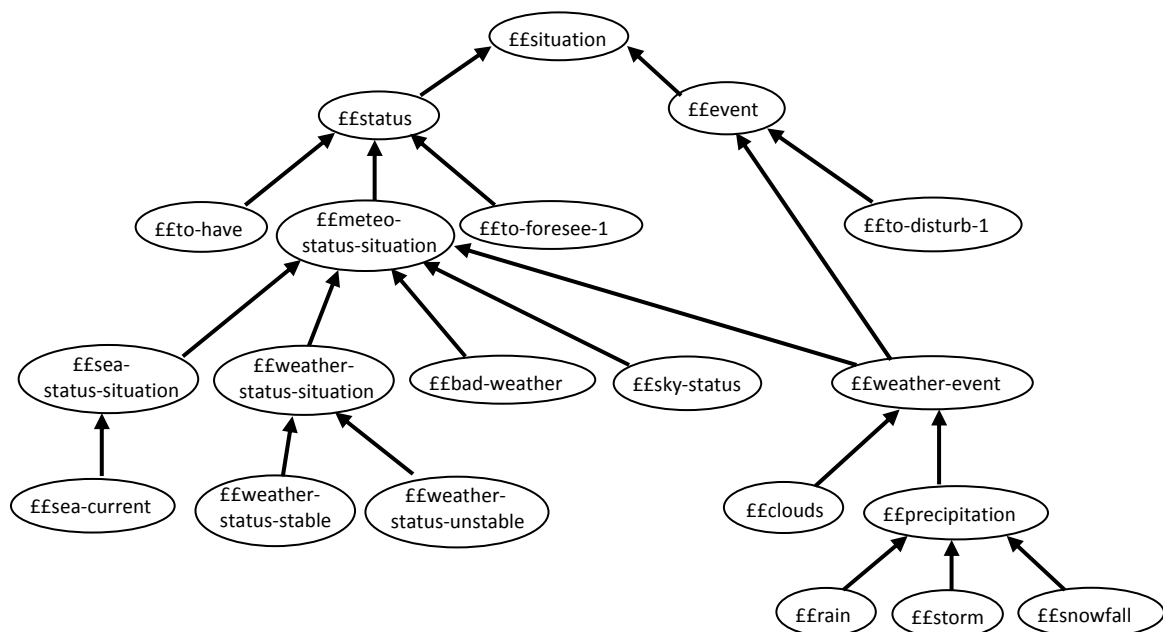 ££situation
££status
££event
££to-have
££meteo-
status-situation
££to-foresee-1
££to-disturb-1
££sea-
status-situation
££weather-
status-situation
££bad-weather
££sky-status
££weather-event
££sea-current
££weather-
status-stable
££weather-
status-unstable
££clouds
££precipitation
££rain
££storm
££snowfall